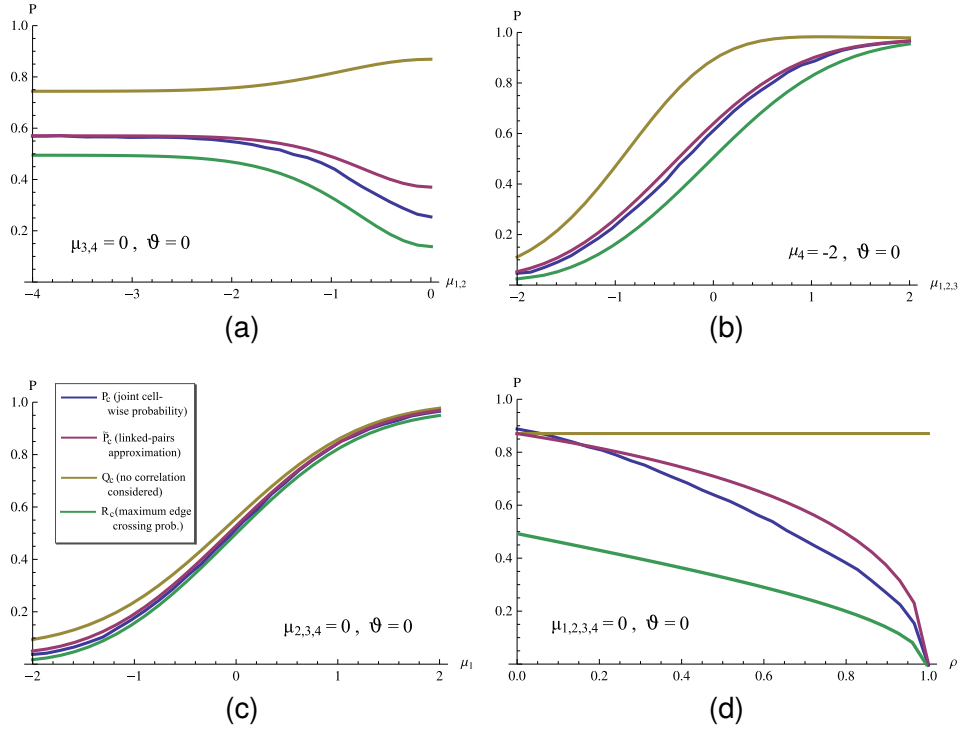 P
1.0
0.8
0.6
0.4
0.2
μ3,4 = 0 , ϑ = 0
-4 -3 -2 -1 0 μ1,2
(a)
P
1.0
0.8
0.6
0.4
0.2
μ4 = -2 , ϑ = 0
-2 -1 0 1 2 μ1,2,3
(b)
P
1.0
0.8
0.6
0.4
0.2
Pc (joint cell-
wise probability)
P̃c (linked-pairs
approximation)
Qc (no correlation
considered)
Rc (maximum edge
crossing prob.)
μ2,3,4 = 0 , ϑ = 0
-2 -1 0 1 2 μ1
(c)
P
1.0
0.8
0.6
0.4
0.2
μ1,2,3,4 = 0 , ϑ = 0
0.0 0.2 0.4 0.6 0.8 1.0 ρ
(d)